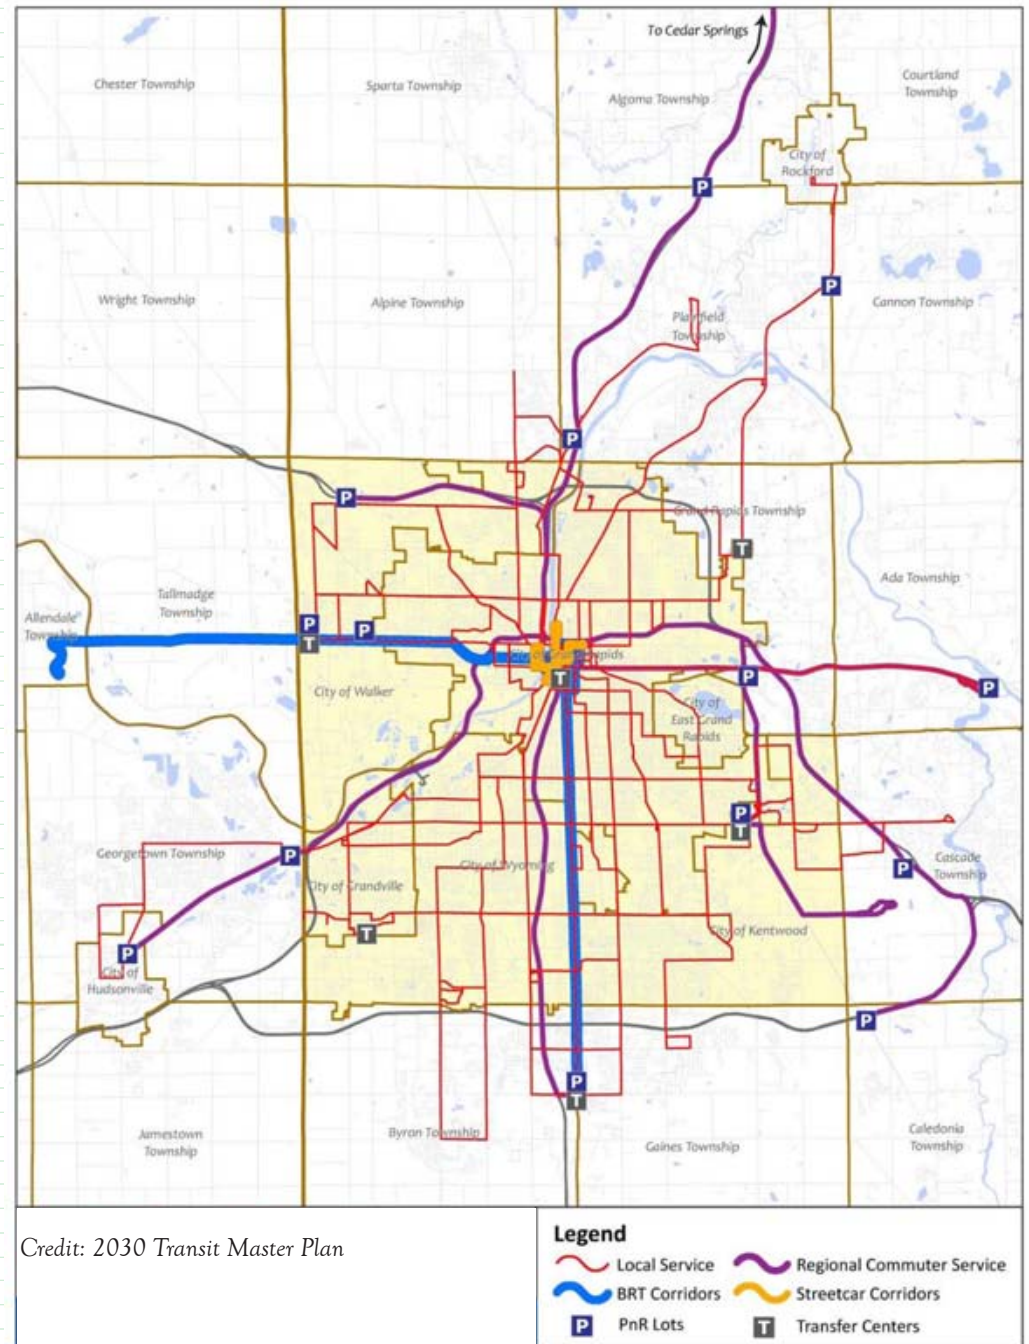 To Cedar Springs
Chester Township
Sparta Township
Algoma Township
Courtland
Township
City of
Rockford
P
P
Wright Township
Alpine Township
Plainfield
Township
Cannon Township
P
P
Grand Rapids Township
T
Tallmadge
Township
Ada Township
Allendale
Township
P
P
T
City of Grand Rapids
T
P
P
City of Walker
City of
East Grand
Rapids
P
T
Georgetown Township
P
City of Grandville
City of Wyoming
P
Cascade
Township
T
City of Kentwood
P
City of
Hudsonville
P
P
T
Jamestown
Township
Byron Township
Gaines Township
Caledonia
Township
Credit: 2030 Transit Master Plan
Legend
Local Service
Regional Commuter Service
BRT Corridors
Streetcar Corridors
P PnR Lots
T Transfer Centers